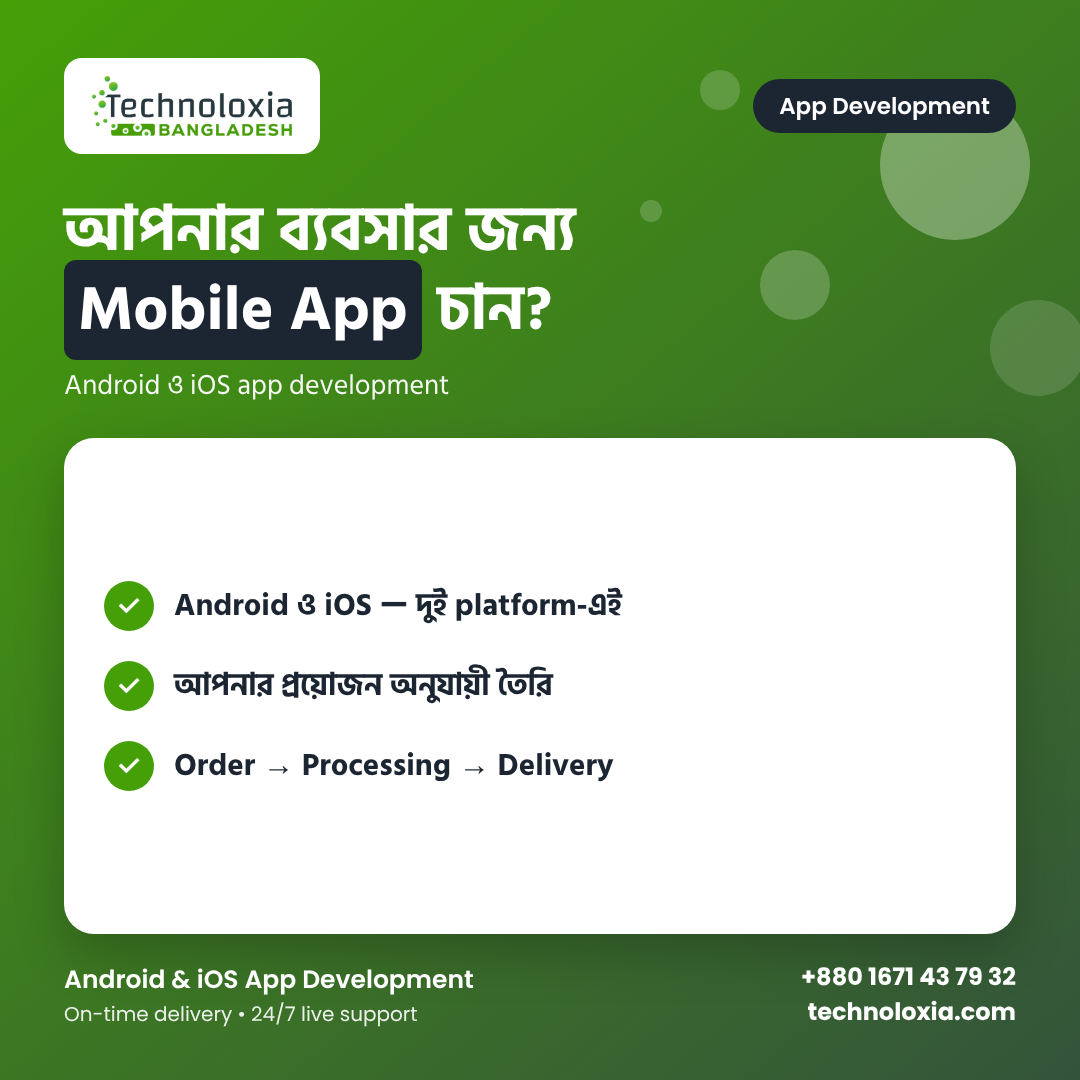 Technoloxia
BANGLADESH
App Development
আপনার ব্যবসার জন্য
Mobile App চান?
Android ও iOS app development
Android ও iOS — দুই platform-এই
আপনার প্রয়োজন অনুযায়ী তৈরি
Order → Processing → Delivery
Android & iOS App Development
+880 1671 43 79 32
On-time delivery • 24/7 live support
technoloxia.com